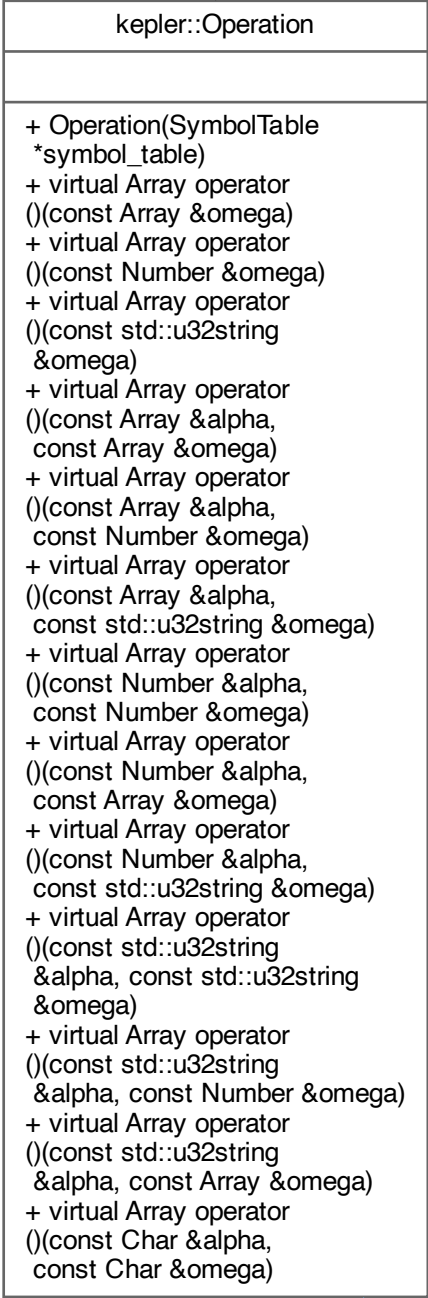 kepler::Operation
+ Operation(SymbolTable
*symbol_table)
+ virtual Array operator
()(const Array &omega)
+ virtual Array operator
()(const Number &omega)
+ virtual Array operator
()(const std::u32string
&omega)
+ virtual Array operator
()(const Array &alpha,
const Array &omega)
+ virtual Array operator
()(const Array &alpha,
const Number &omega)
+ virtual Array operator
()(const Array &alpha,
const std::u32string &omega)
+ virtual Array operator
()(const Number &alpha,
const Number &omega)
+ virtual Array operator
()(const Number &alpha,
const Array &omega)
+ virtual Array operator
()(const Number &alpha,
const std::u32string &omega)
+ virtual Array operator
()(const std::u32string
&alpha, const std::u32string
&omega)
+ virtual Array operator
()(const std::u32string
&alpha, const Number &omega)
+ virtual Array operator
()(const std::u32string
&alpha, const Array &omega)
+ virtual Array operator
()(const Char &alpha,
const Char &omega)